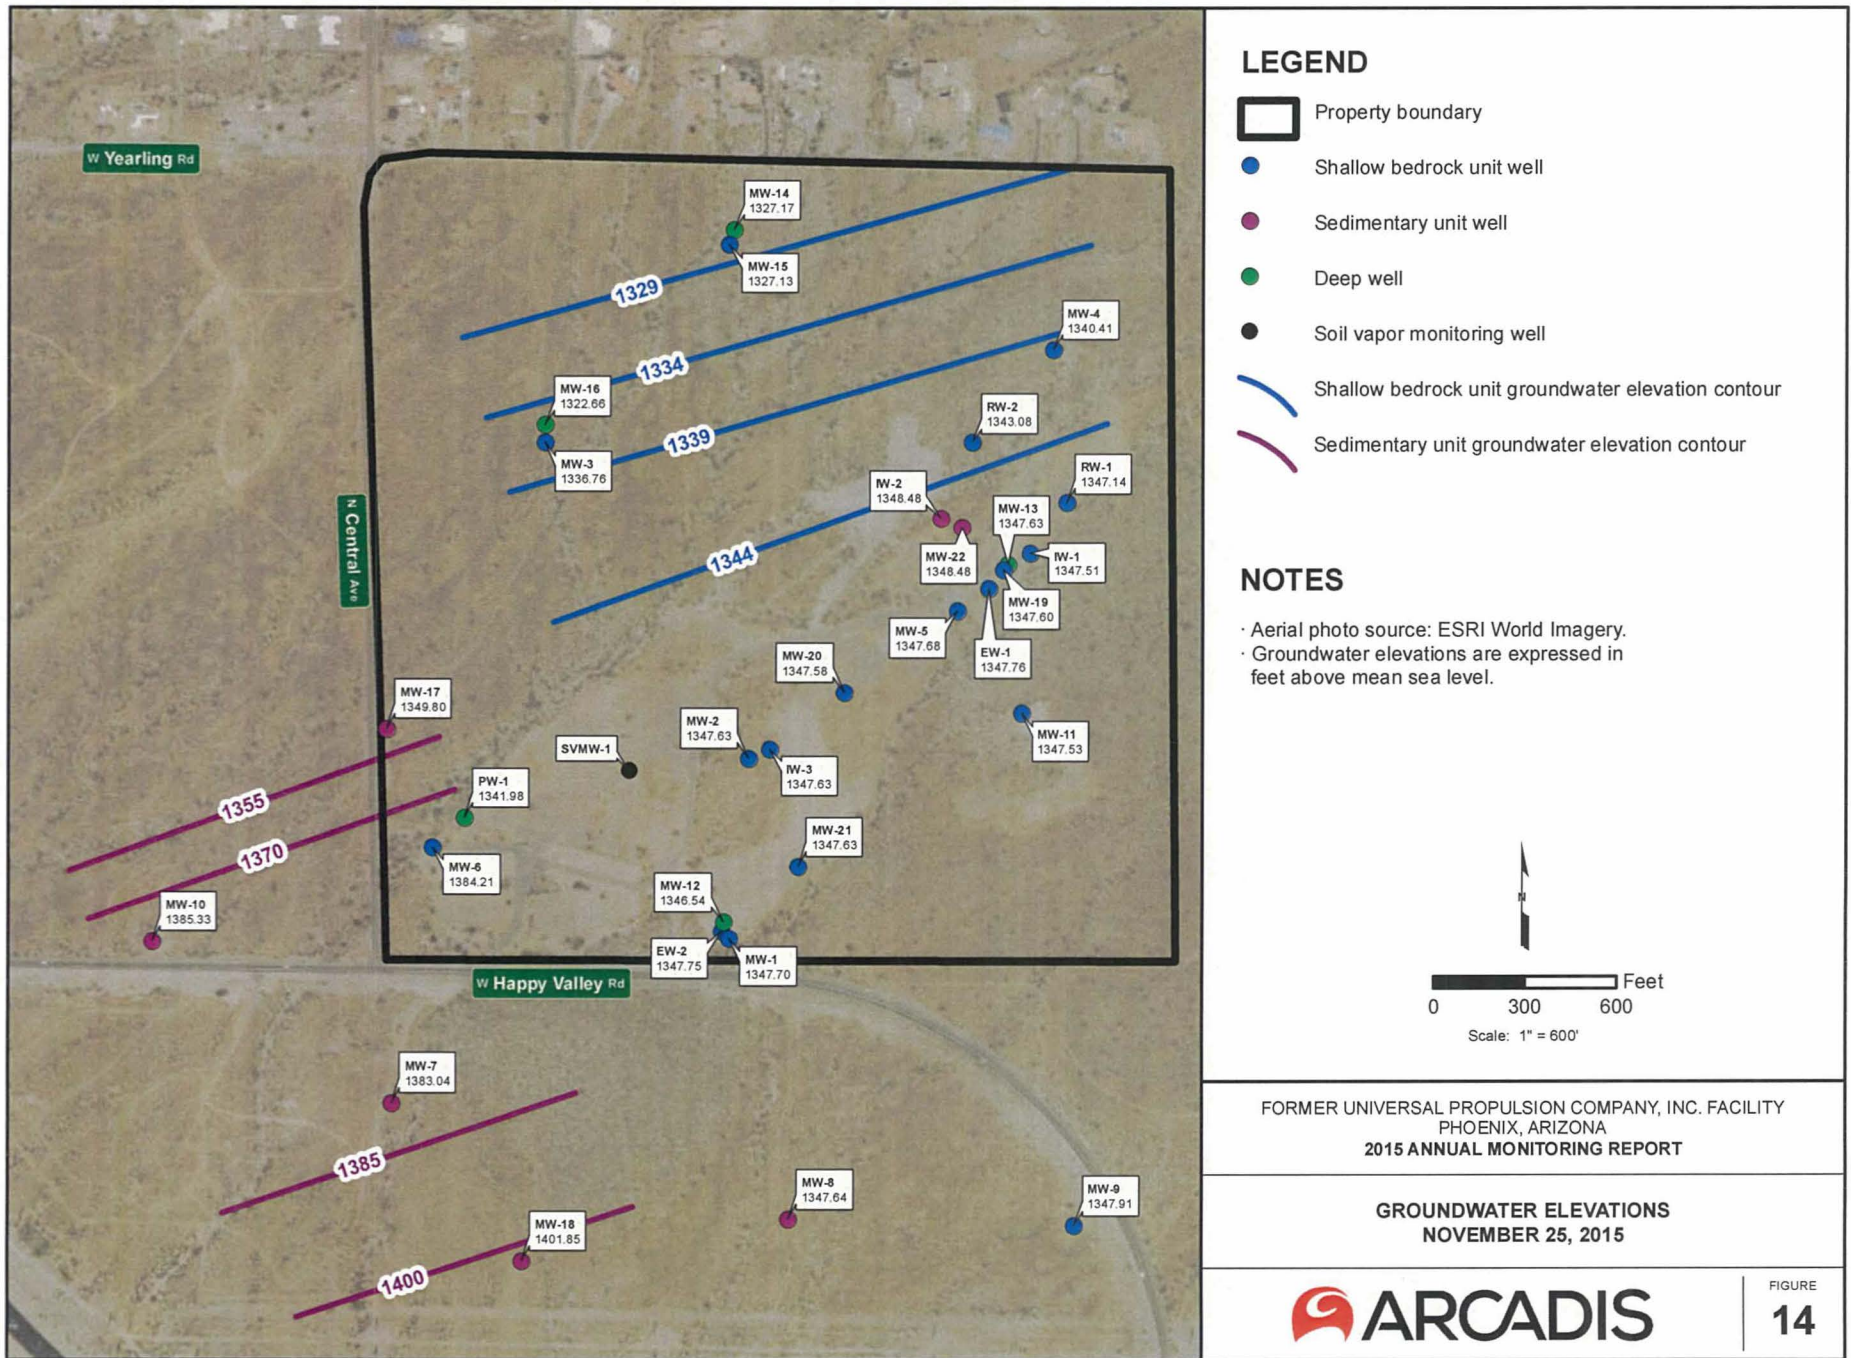 W Yearling Rd
MW-14
1327.17
MW-15
1327.13
1329
MW-4
1340.41
1334
MW-16
1322.66
1339
RW-2
1343.08
MW-3
1336.76
RW-1
1347.14
IW-2
1348.48
MW-13
1347.63
N Central Ave
1344
MW-22
1348.48
IW-1
1347.51
MW-19
1347.60
MW-5
1347.68
EW-1
1347.76
MW-20
1347.58
MW-17
1349.80
MW-2
1347.63
MW-11
1347.53
SVMW-1
IW-3
1347.63
PW-1
1341.98
1355
1370
MW-21
1347.63
MW-6
1384.21
MW-12
1346.54
MW-10
1385.33
EW-2
1347.75
MW-1
1347.70
W Happy Valley Rd
MW-7
1383.04
1385
MW-8
1347.64
MW-9
1347.91
MW-18
1401.85
1400
LEGEND
Property boundary
Shallow bedrock unit well
Sedimentary unit well
Deep well
Soil vapor monitoring well
Shallow bedrock unit groundwater elevation contour
Sedimentary unit groundwater elevation contour
NOTES
· Aerial photo source: ESRI World Imagery.
· Groundwater elevations are expressed in
feet above mean sea level.
N
Feet
0 300 600
Scale: 1" = 600'
FORMER UNIVERSAL PROPULSION COMPANY, INC. FACILITY
PHOENIX, ARIZONA
2015 ANNUAL MONITORING REPORT
GROUNDWATER ELEVATIONS
NOVEMBER 25, 2015
ARCADIS
FIGURE
14